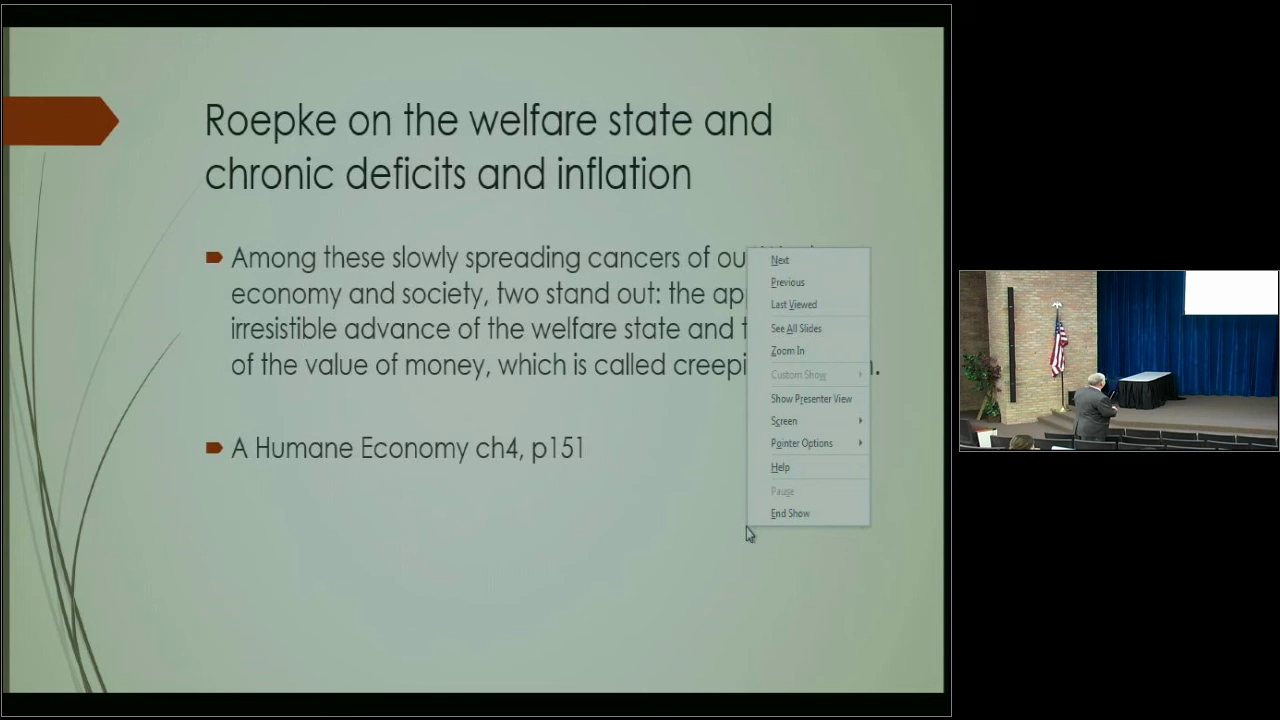 Roepke on the welfare state and
chronic deficits and inflation
Among these slowly spreading cancers of
economy and society, two stand out: the
irresistible advance of the welfare state and
of the value of money, which is called
A Humane Economy ch4, p151
Next
Previous
Last Viewed
See All Slides
Zoom In
Custom Show
Show Presenter View
Screen
Pointer Options
Help
Pause
End Show